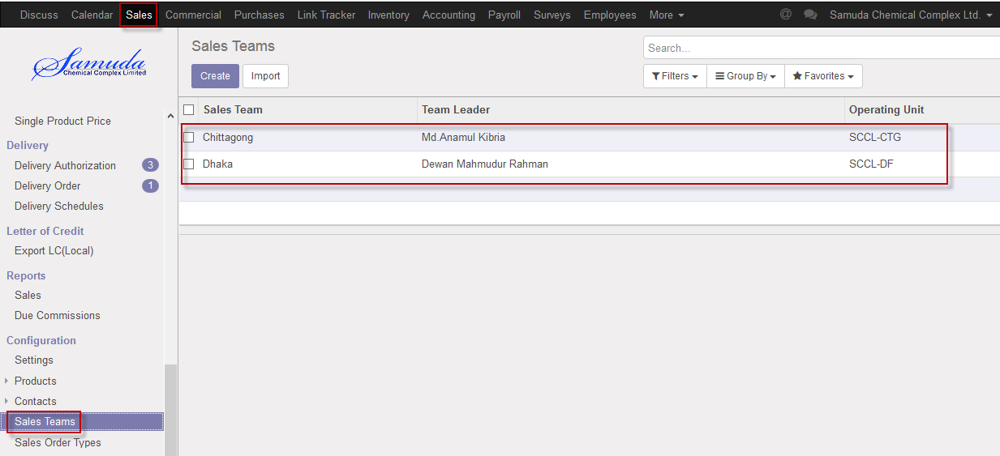 Discuss Calendar Sales Commercial Purchases Link Tracker Inventory Accounting Payroll Surveys Employees More @ Samuda Chemical Complex Ltd.
Samuda
Chemical Complex Limited
Single Product Price
Delivery
Delivery Authorization 3
Delivery Order 1
Delivery Schedules
Letter of Credit
Export LC(Local)
Reports
Sales
Due Commissions
Configuration
Settings
Products
Contacts
Sales Teams
Sales Order Types
Sales Teams
Search...
Create Import
Filters Group By Favorites
Sales Team Team Leader Operating Unit
Chittagong Md.Anamul Kibria SCCL-CTG
Dhaka Dewan Mahmudur Rahman SCCL-DF